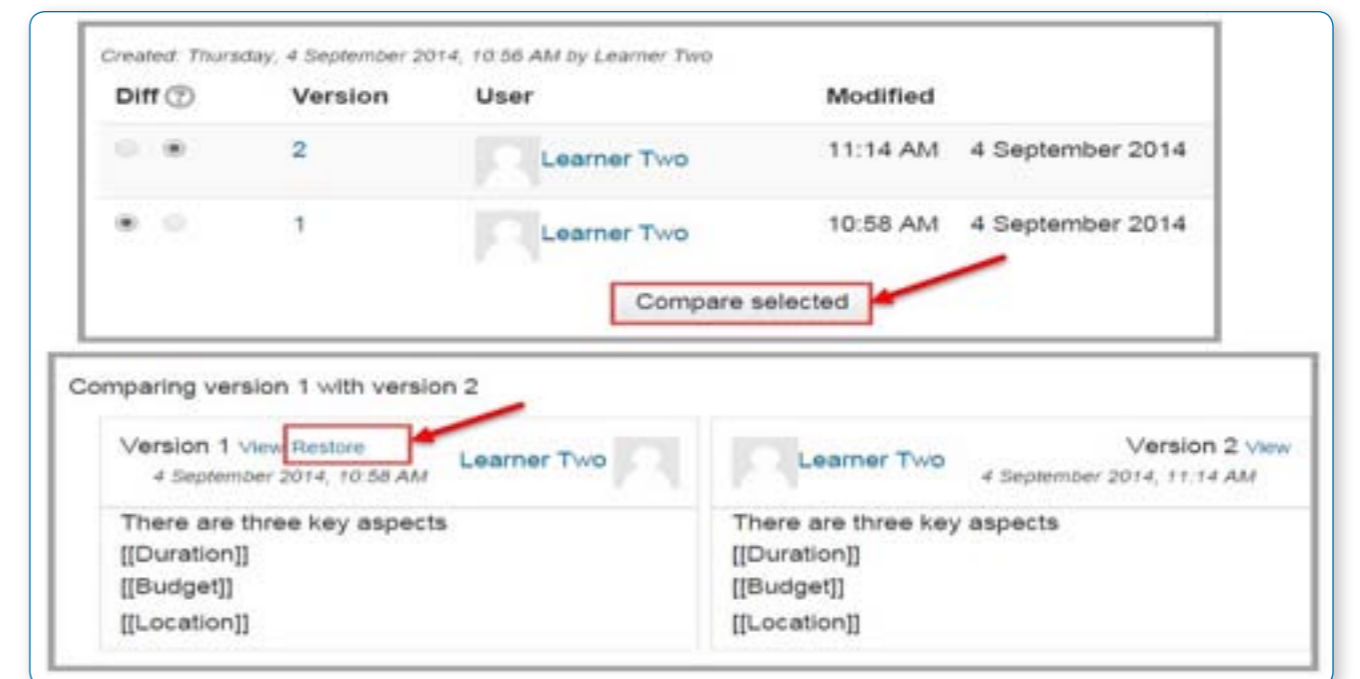 Created: Thursday, 4 September 2014, 10:56 AM by Learner Two
Diff ? Version User Modified
2 Learner Two 11:14 AM 4 September 2014
1 Learner Two 10:58 AM 4 September 2014
Compare selected
Comparing version 1 with version 2
Version 1 View Restore
4 September 2014, 10:58 AM
Learner Two
Learner Two
Version 2 View
4 September 2014, 11:14 AM
There are three key aspects
[[Duration]]
[[Budget]]
[[Location]]
There are three key aspects
[[Duration]]
[[Budget]]
[[Location]]